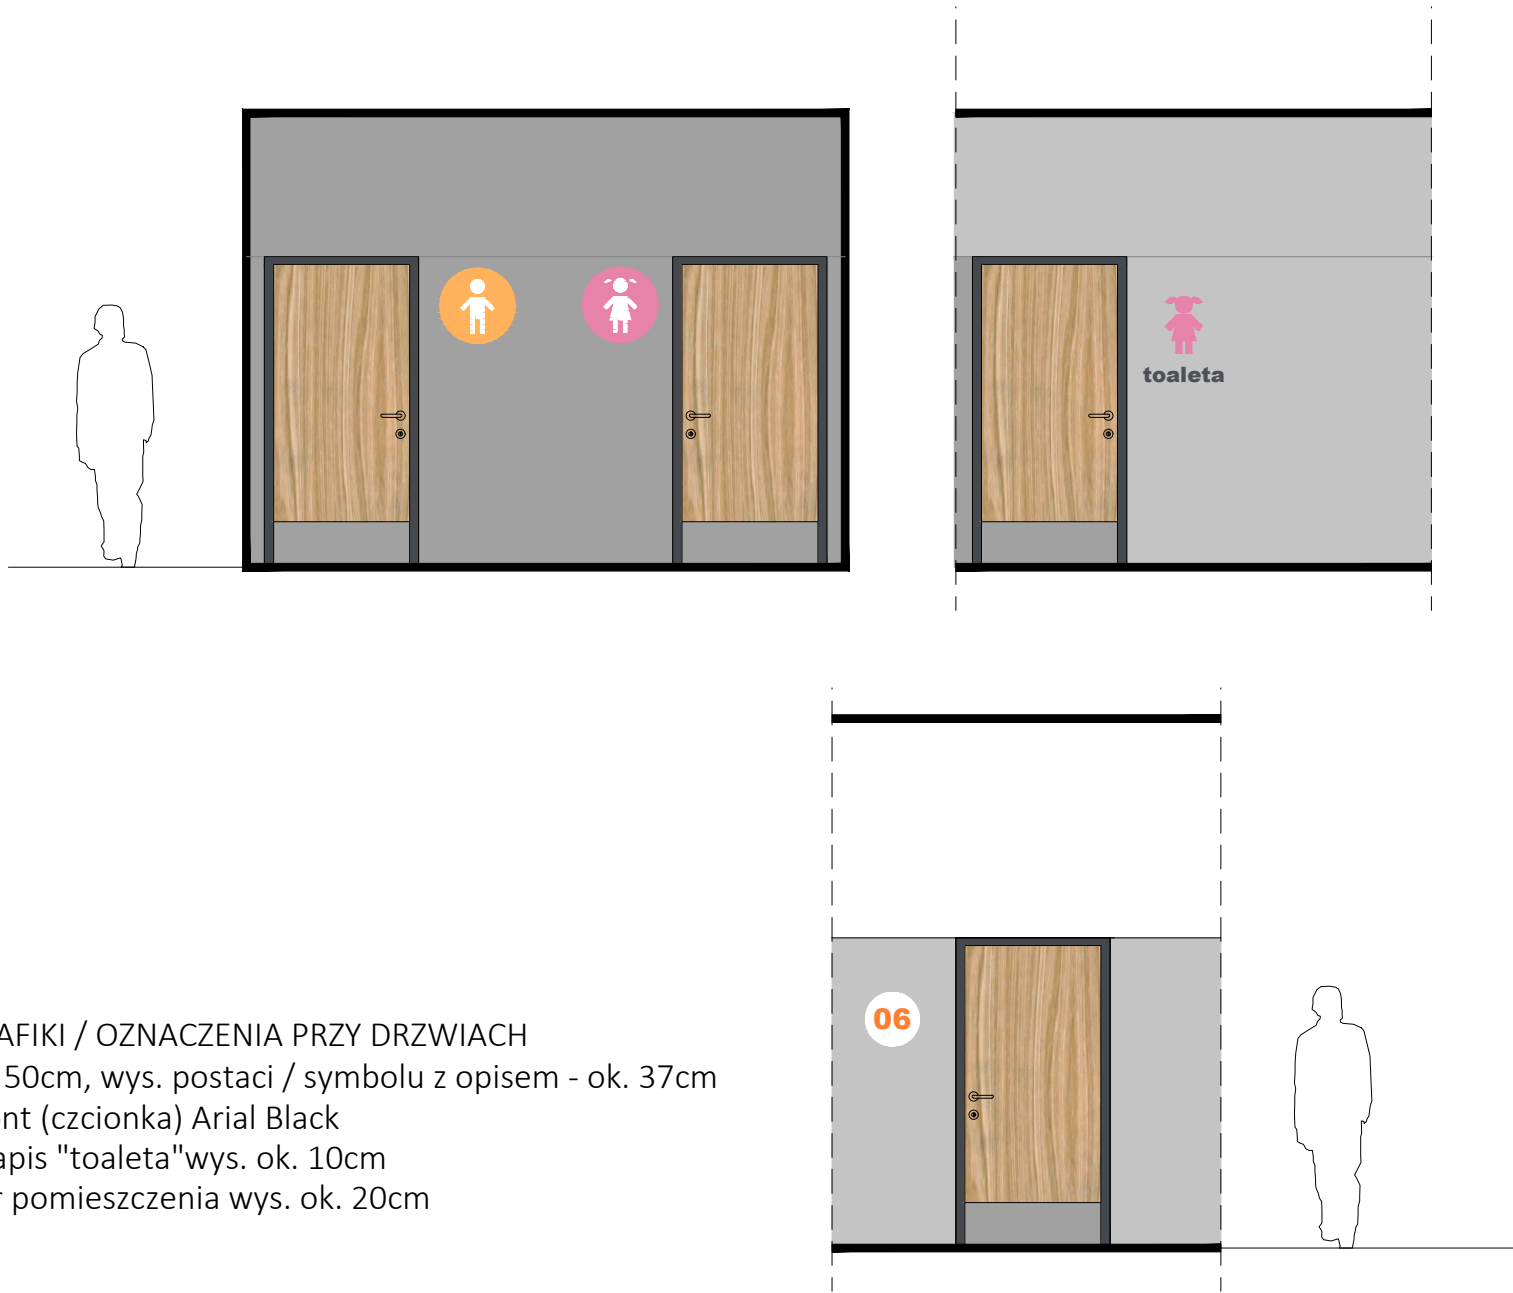 toaleta
06
AFIKI / OZNACZENIA PRZY DRZWIACH
50cm, wys. postaci / symbolu z opisem - ok. 37cm
nt (czcionka) Arial Black
apis "toaleta"wys. ok. 10cm
r pomieszczenia wys. ok. 20cm